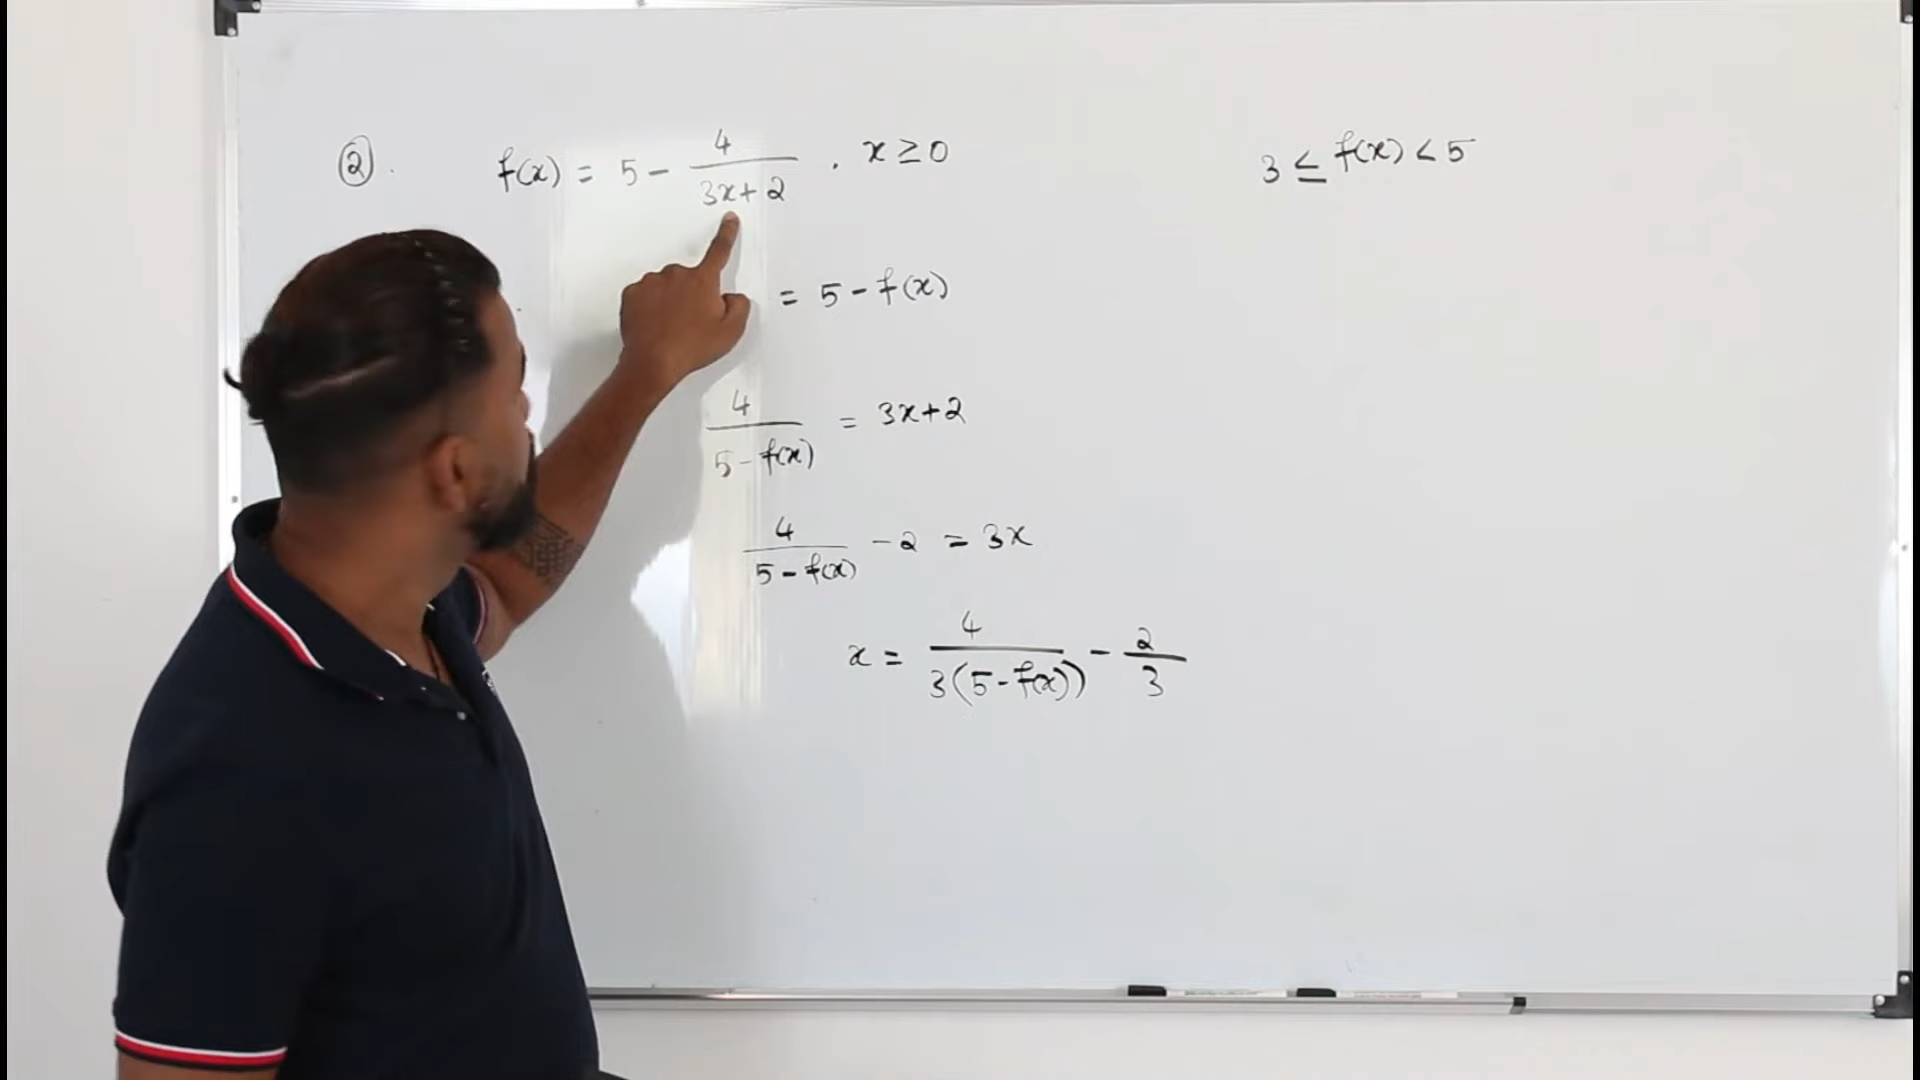 ② . f(x) = 5 - 4/(3x+2) . x ≥ 0
3 ≤ f(x) < 5
= 5 - f(x)
4/(5 - f(x)) = 3x+2
4/(5 - f(x)) - 2 = 3x
x = 4/(3(5 - f(x))) - 2/3